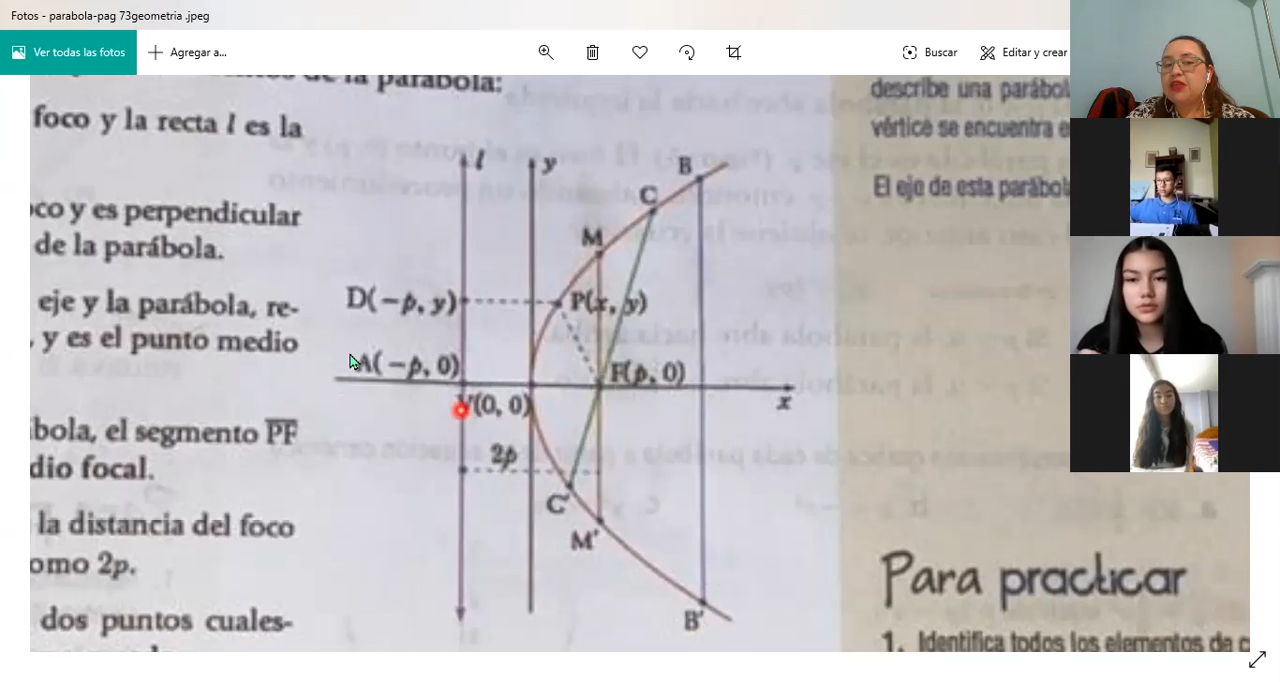 Fotos - parabola-pag 73geometria .jpeg
Ver todas las fotos
Agregar a...
Buscar
Editar y crear
de la parábola:
foco y la recta l es la
oco y es perpendicular
de la parábola.
eje y la parábola, re-
y es el punto medio
bola, el segmento PF
dio focal.
la distancia del foco
omo 2p.
dos puntos cuales-
l
y
B
C
M
D(−p, y)
P(x, y)
A(−p, 0)
F(p, 0)
V(0, 0)
x
2p
C'
M'
B'
describe una parábol
vértice se encuentra e
El eje de esta parábol
Para practicar
1. Identifica todos los elementos de